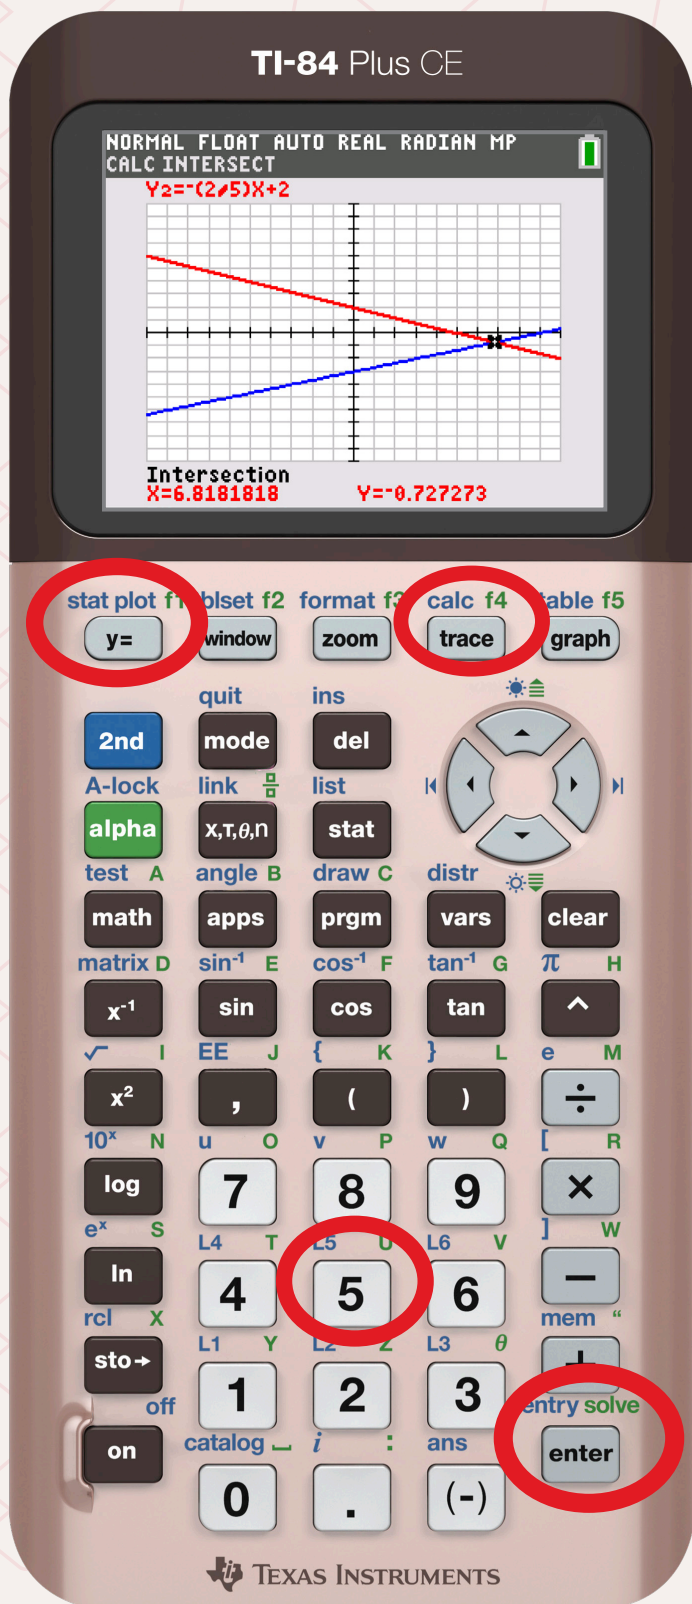 TI-84 Plus CE
NORMAL FLOAT AUTO REAL RADIAN MP
CALC INTERSECT
Y2=-(2/5)X+2
Intersection
X=6.8181818 Y=-0.727273
stat plot f1 tblset f2 format f3 calc f4 table f5
y= window zoom trace graph
quit ins
2nd mode del
A-lock link list
alpha X,T,θ,n stat
test A angle B draw C distr
math apps prgm vars clear
matrix D sin-1 E cos-1 F tan-1 G π H
x-1 sin cos tan ^
√ I EE J { K } L e M
x² , ( ) ÷
10ˣ N u O v P w Q [ R
log 7 8 9 ×
eˣ S L4 T L5 U L6 V ] W
ln 4 5 6 −
rcl X L1 Y L2 Z L3 θ mem “
sto→ 1 2 3 +
off catalog ⎵ i : ans entry solve
on 0 . (-) enter
TEXAS INSTRUMENTS